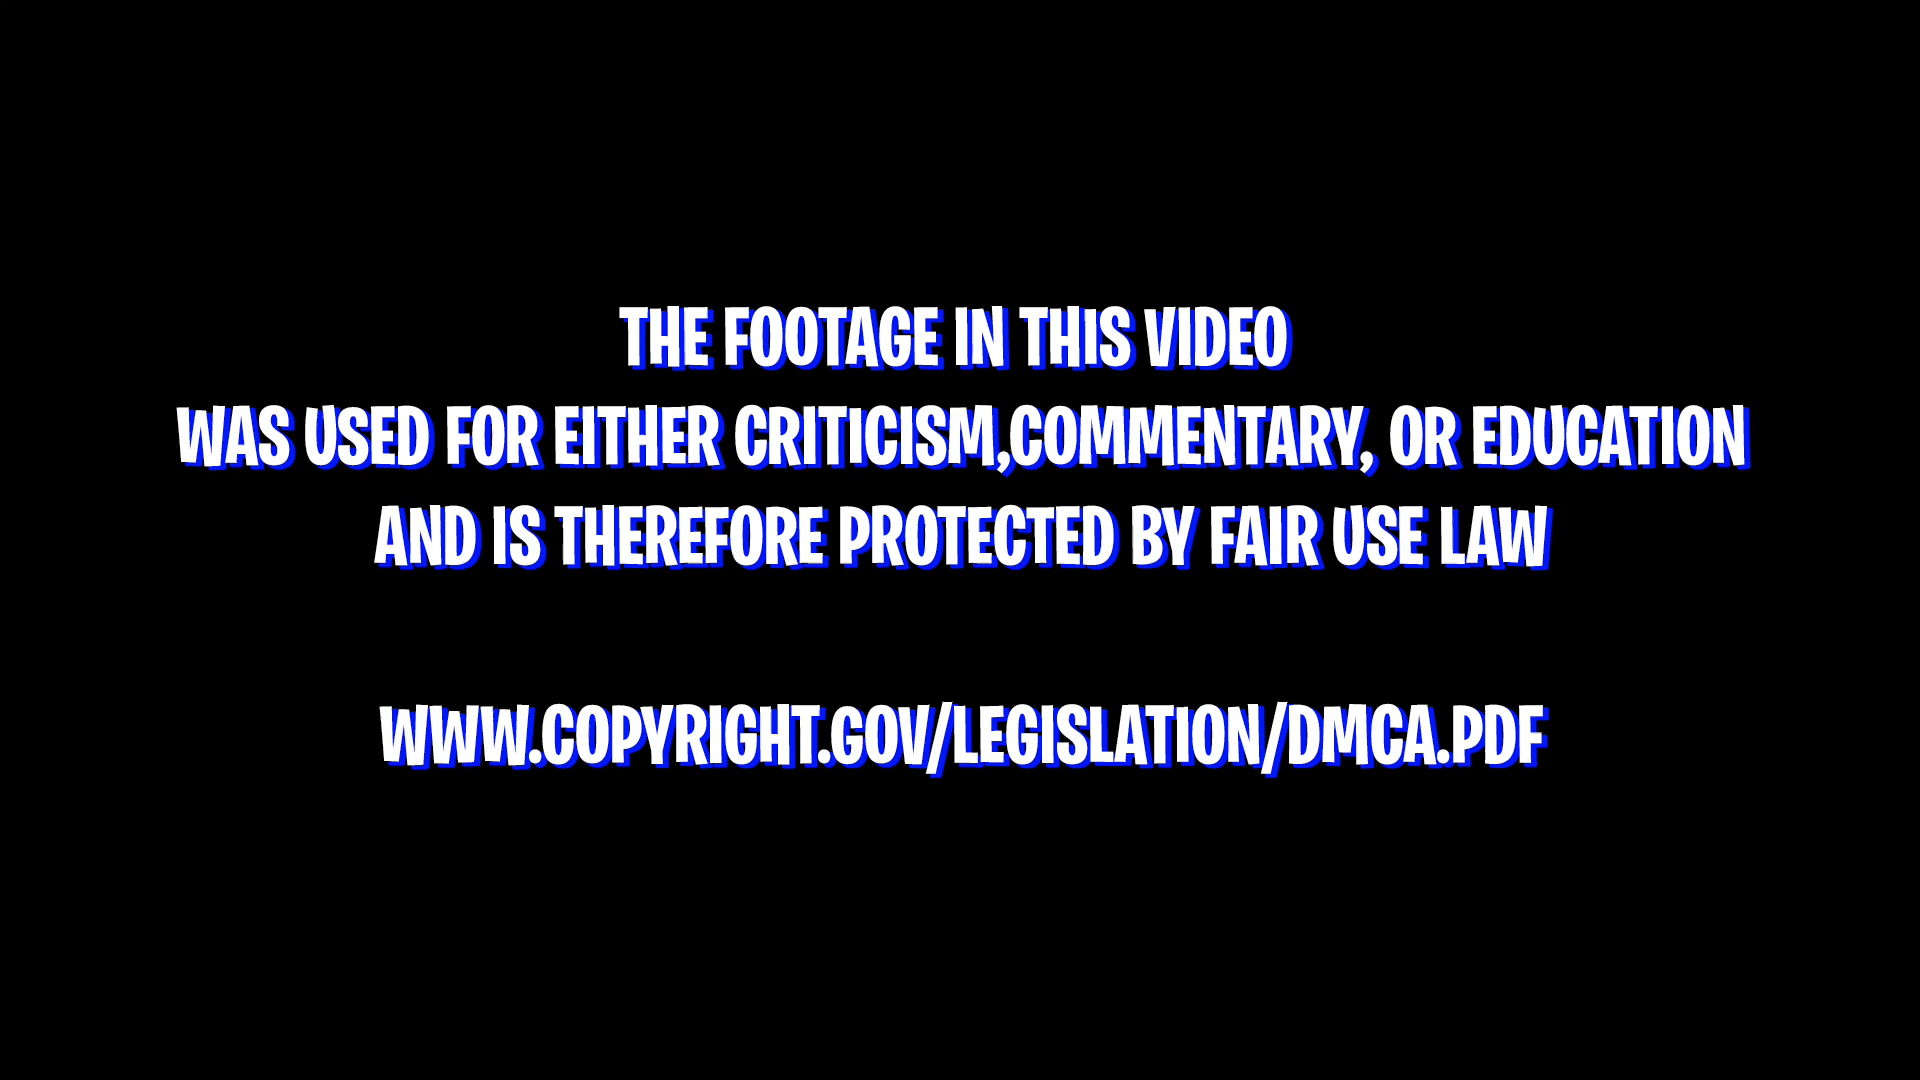 THE FOOTAGE IN THIS VIDEO
WAS USED FOR EITHER CRITICISM,COMMENTARY, OR EDUCATION
AND IS THEREFORE PROTECTED BY FAIR USE LAW
WWW.COPYRIGHT.GOV/LEGISLATION/DMCA.PDF